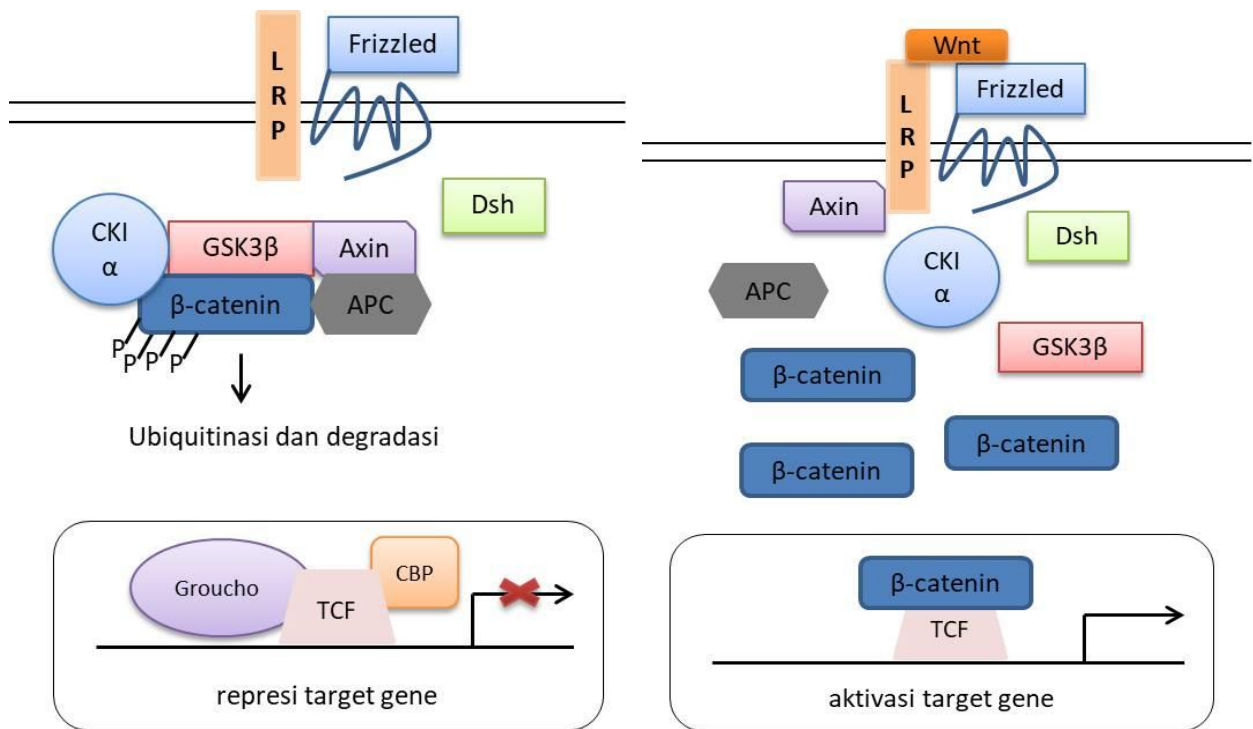 L
R
P
Frizzled
Dsh
CKI
α
GSK3β
Axin
β-catenin
APC
P
P
P
P
Ubiquitinasi dan degradasi
Groucho
TCF
CBP
represi target gene
Wnt
L
R
P
Frizzled
Axin
Dsh
CKI
α
APC
GSK3β
β-catenin
β-catenin
β-catenin
β-catenin
TCF
aktivasi target gene